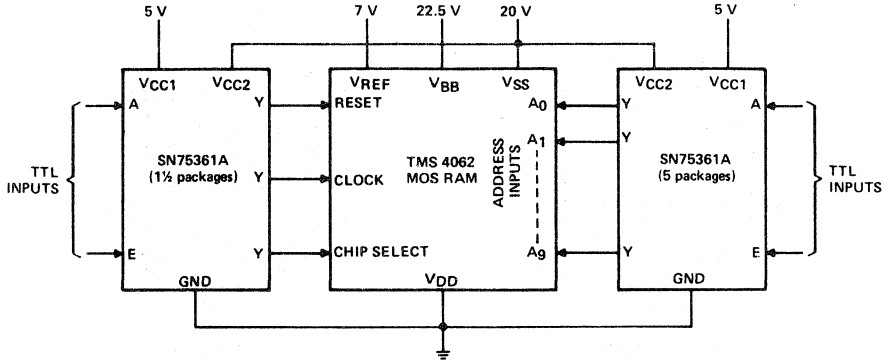 5 V 7 V 22.5 V 20 V 5 V
VCC1 VCC2 VREF VBB VSS VCC2 VCC1
A Y RESET A0 Y A
A1 Y
TTL INPUTS
SN75361A
(1½ packages)
Y CLOCK
TMS 4062
MOS RAM
ADDRESS INPUTS
SN75361A
(5 packages)
TTL INPUTS
E Y CHIP SELECT A9 Y E
GND VDD GND